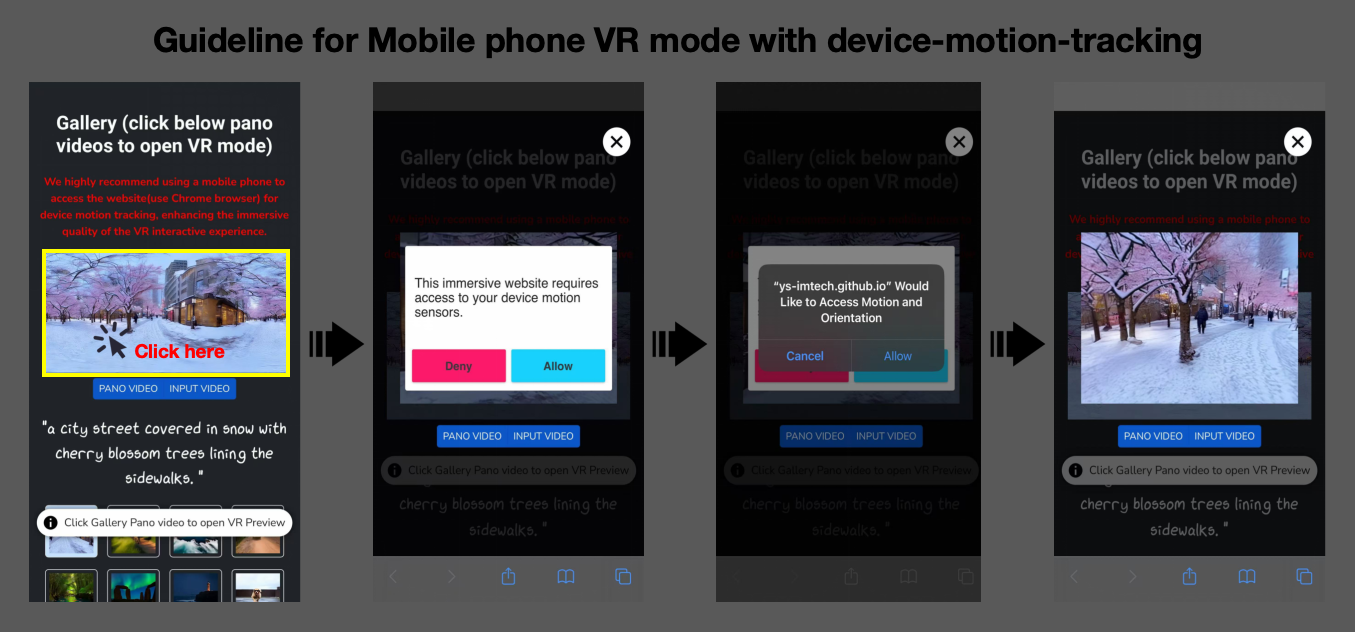 Guideline for Mobile phone VR mode with device-motion-tracking
Gallery (click below pano
videos to open VR mode)
We highly recommend using a mobile phone to
access the website(use Chrome browser) for
device motion tracking, enhancing the immersive
quality of the VR interactive experience.
Click here
PANO VIDEO INPUT VIDEO
"a city street covered in snow with
cherry blossom trees lining the
sidewalks. "
Click Gallery Pano video to open VR Preview
Gallery (click below pano
videos to open VR mode)
We highly recommend using a mobile phone to
This immersive website requires
access to your device motion
sensors.
Deny Allow
PANO VIDEO INPUT VIDEO
Click Gallery Pano video to open VR Preview
cherry blossom trees lining the
sidewalks. "
Gallery (click below pano
videos to open VR mode)
“ys-imtech.github.io” Would
Like to Access Motion and
Orientation
Cancel Allow
PANO VIDEO INPUT VIDEO
Click Gallery Pano video to open VR Preview
cherry blossom trees lining the
sidewalks. "
Gallery (click below pano
videos to open VR mode)
We highly recommend using a mobile phone to
PANO VIDEO INPUT VIDEO
Click Gallery Pano video to open VR Preview
cherry blossom trees lining the
sidewalks. "